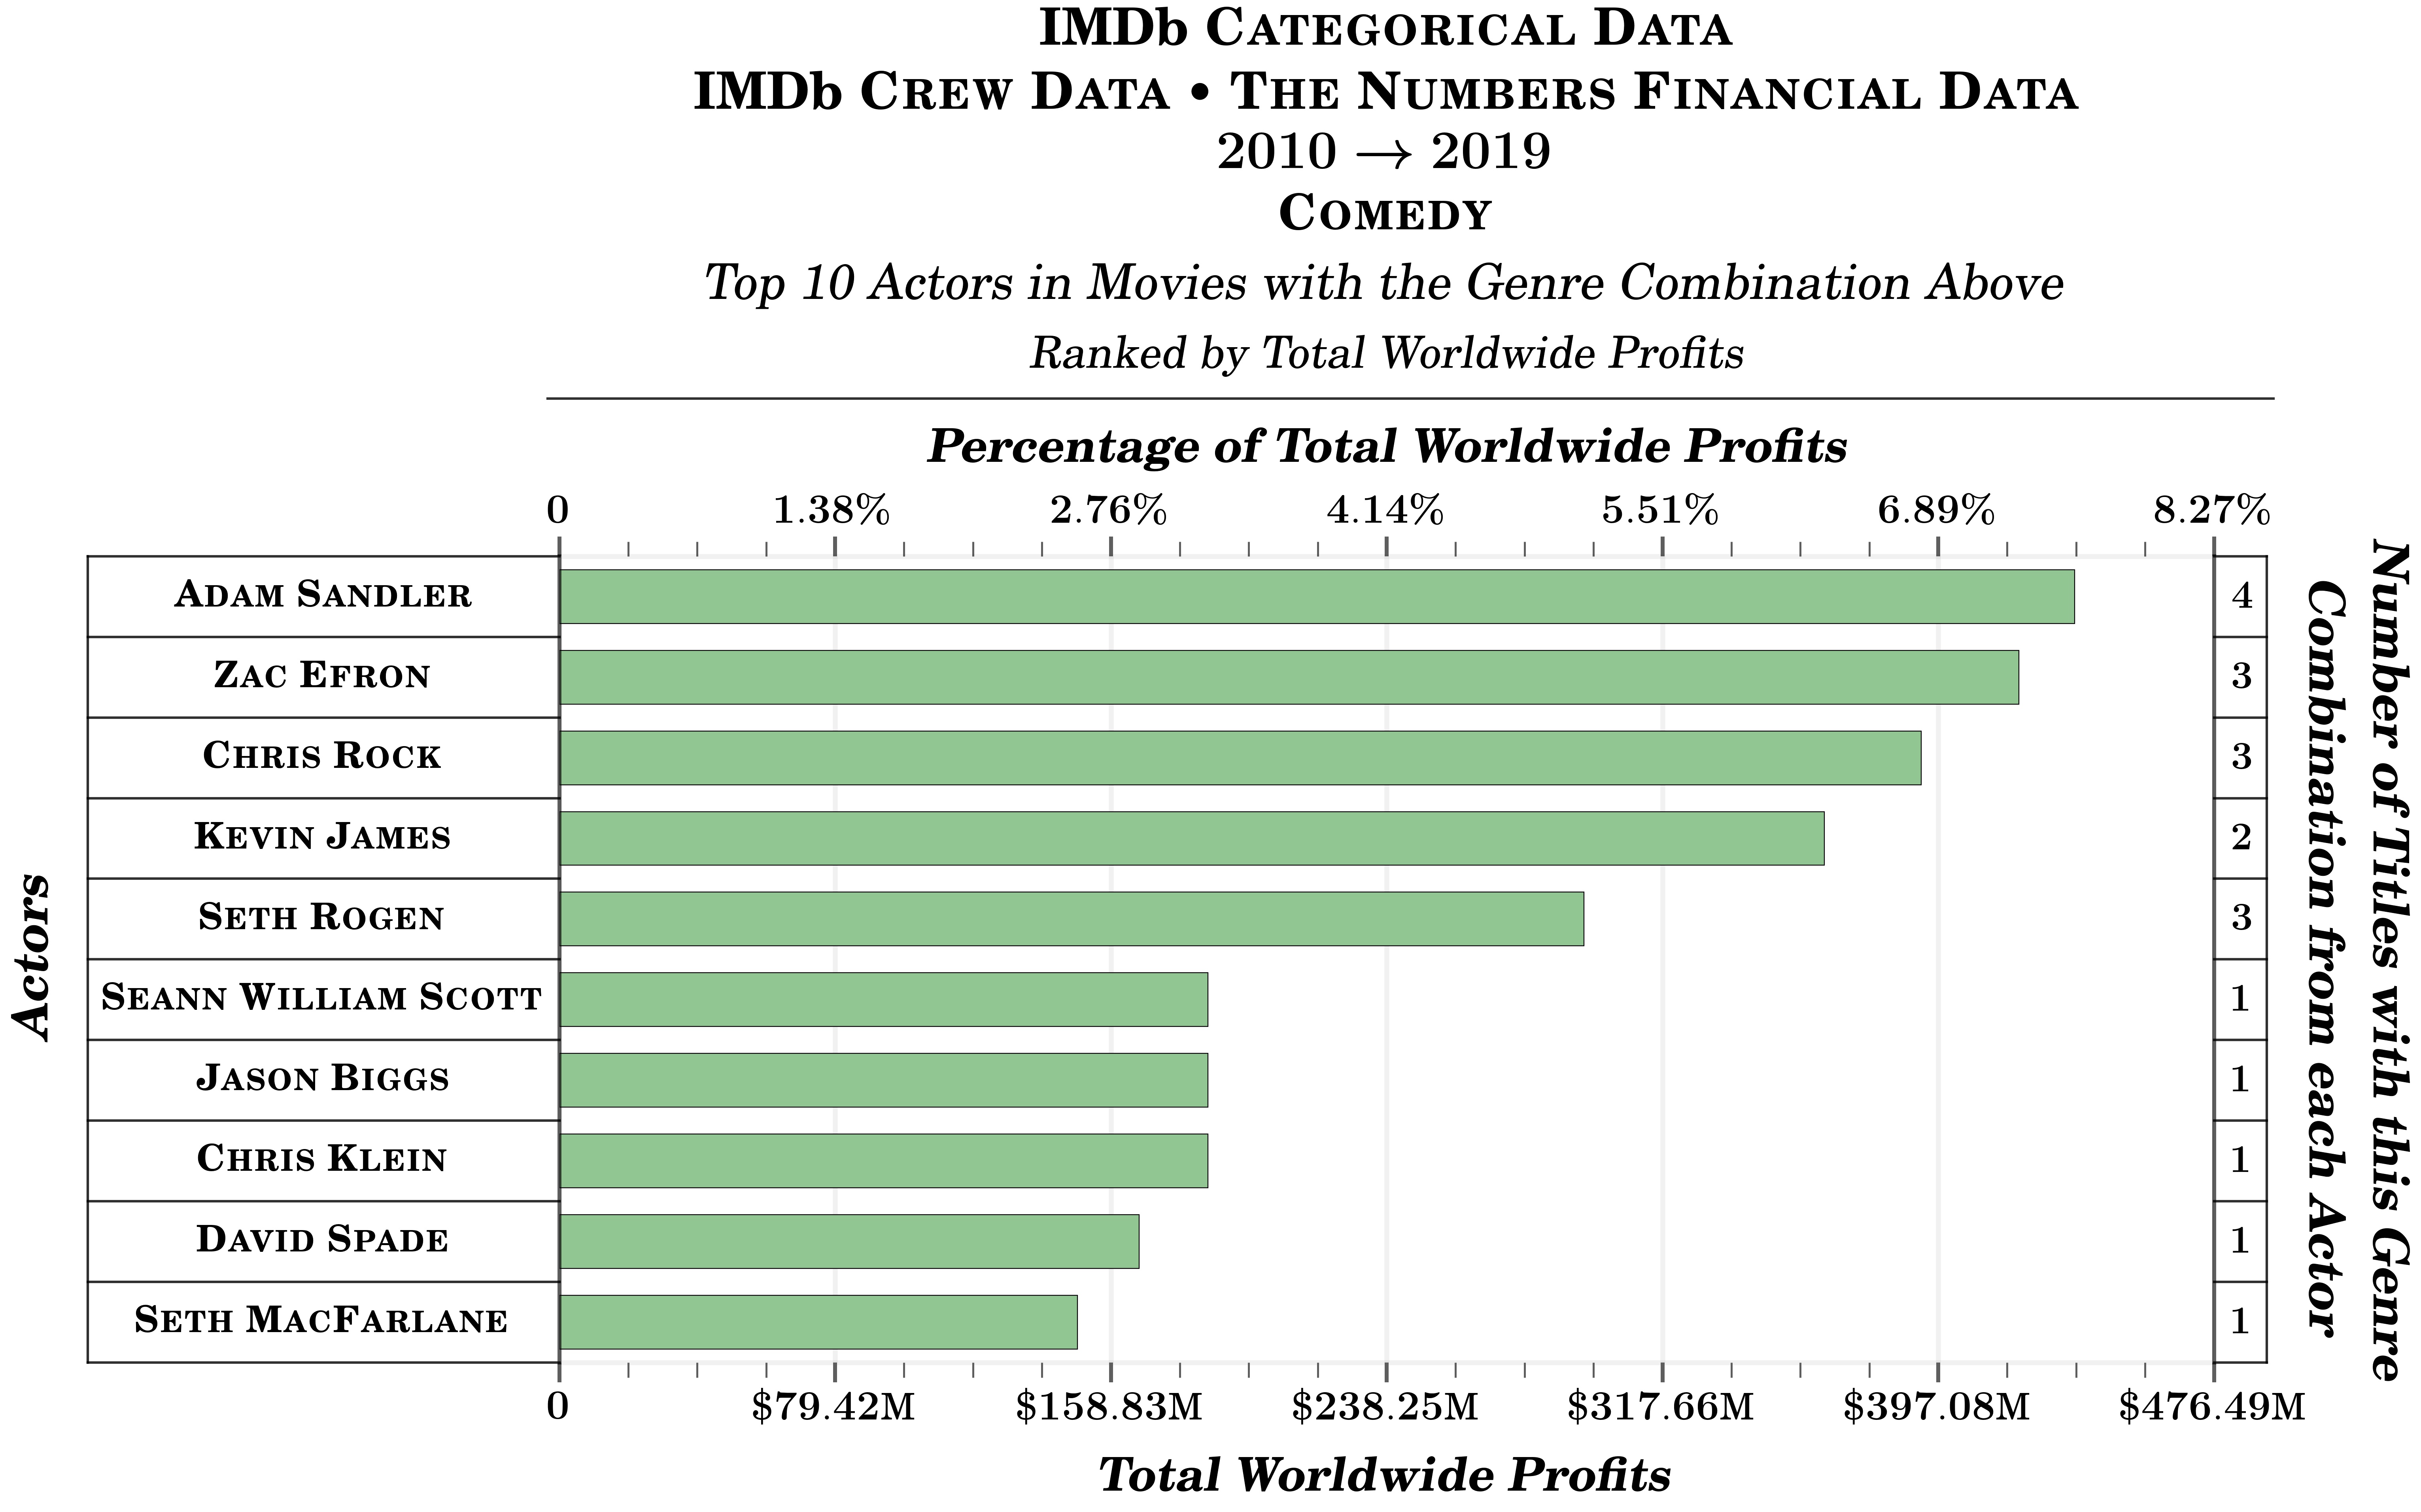 IMDb Categorical Data
IMDb Crew Data • The Numbers Financial Data
2010 → 2019
Comedy
Top 10 Actors in Movies with the Genre Combination Above
Ranked by Total Worldwide Profits
Percentage of Total Worldwide Profits
0 1.38% 2.76% 4.14% 5.51% 6.89% 8.27%
Actors
Adam Sandler 4
Zac Efron 3
Chris Rock 3
Kevin James 2
Seth Rogen 3
Seann William Scott 1
Jason Biggs 1
Chris Klein 1
David Spade 1
Seth MacFarlane 1
Number of Titles with this Genre
Combination from each Actor
0 $79.42M $158.83M $238.25M $317.66M $397.08M $476.49M
Total Worldwide Profits